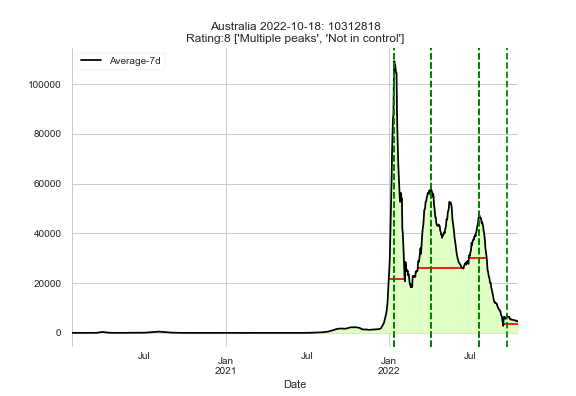 Australia 2022-10-18: 10312818
Rating:8 ['Multiple peaks', 'Not in control']
Average-7d
100000
80000
60000
40000
20000
0
Jul
Jan
2021
Jul
Jan
2022
Jul
Date